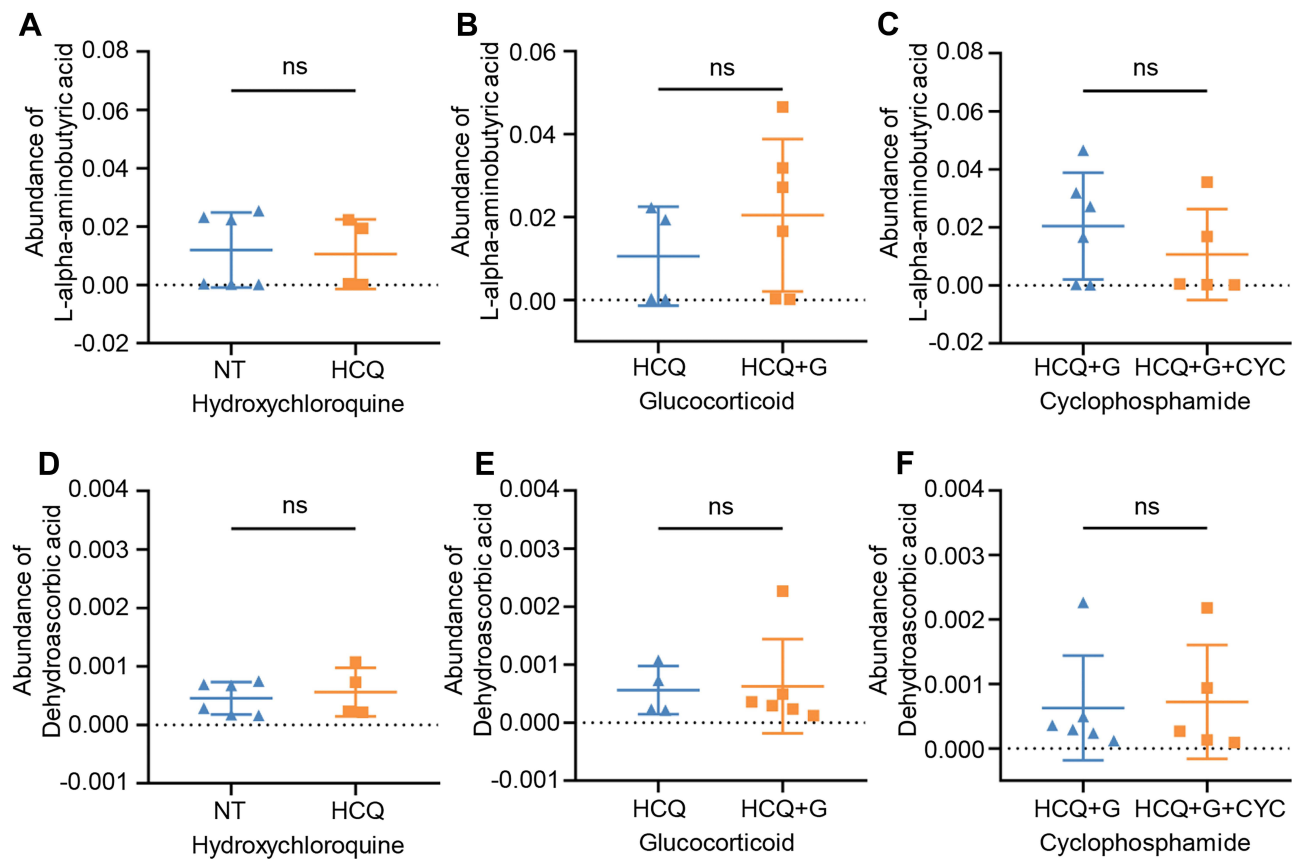 A
Abundance of
L-alpha-aminobutyric acid
0.08
0.06
0.04
0.02
0.00
-0.02
ns
NT
HCQ
Hydroxychloroquine
B
Abundance of
L-alpha-aminobutyric acid
0.06
0.04
0.02
0.00
ns
HCQ
HCQ+G
Glucocorticoid
C
Abundance of
L-alpha-aminobutyric acid
0.08
0.06
0.04
0.02
0.00
-0.02
ns
HCQ+G
HCQ+G+CYC
Cyclophosphamide
D
Abundance of
Dehydroascorbic acid
0.004
0.003
0.002
0.001
0.000
-0.001
ns
NT
HCQ
Hydroxychloroquine
E
Abundance of
Dehydroascorbic acid
0.004
0.003
0.002
0.001
0.000
-0.001
ns
HCQ
HCQ+G
Glucocorticoid
F
Abundance of
Dehydroascorbic acid
0.004
0.003
0.002
0.001
0.000
ns
HCQ+G
HCQ+G+CYC
Cyclophosphamide